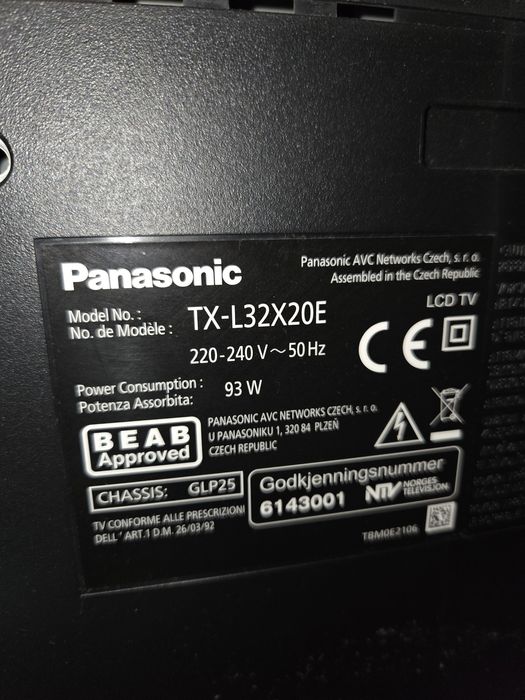 Panasonic
Panasonic AVC Networks Czech, s. r. o.
Assembled in the Czech Republic
LCD TV
Model No. :
No. de Modèle :
TX-L32X20E
220-240 V ~ 50 Hz
CE
Power Consumption :
Potenza Assorbita:
93 W
BEAB
Approved
PANASONIC AVC NETWORKS CZECH, s. r. o.
U PANASONIKU 1, 320 84 PLZEŇ
CZECH REPUBLIC
CHASSIS: GLP25
Godkjenningsnummer
6143001
NTV NORGES
TELEVISJON
TV CONFORME ALLE PRESCRIZIONI
DELL ' ART.1 D.M. 26/03/92
TBM0E2106